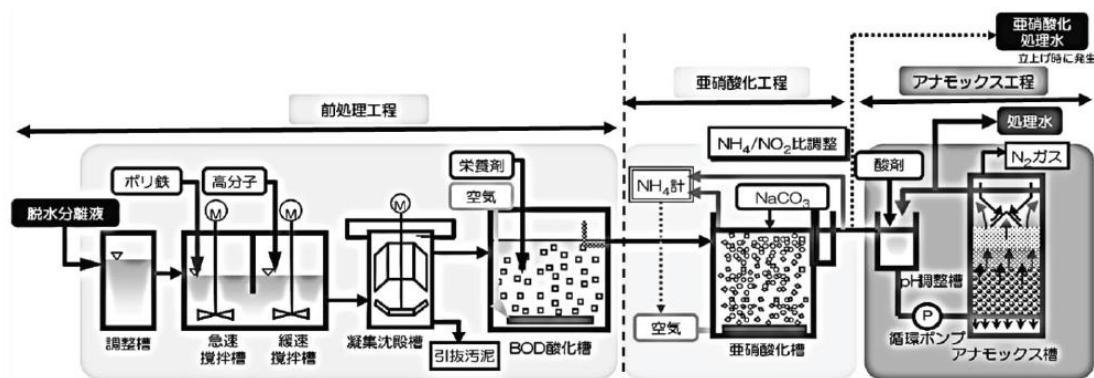 亜硝酸化
処理水
立上げ時に発生
前処理工程
亜硝酸化工程
アナモックス工程
処理水
栄養剤
NH4/NO2比調整
酸剤
N2ガス
ポリ鉄
高分子
空気
NH4計
NaCO3
脱水分離液
M
M
M
pH調整槽
空気
P
循環ポンプ
調整槽
急速
撹拌槽
緩速
撹拌槽
凝集沈殿槽
引抜汚泥
BOD酸化槽
亜硝酸化槽
アナモックス槽